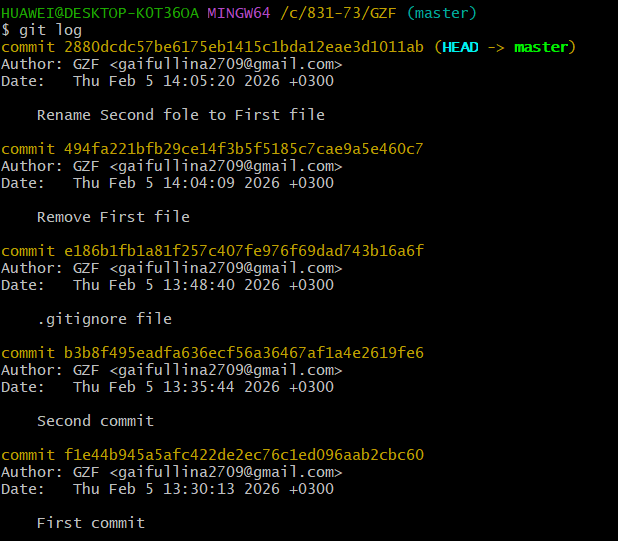 HUAWEI@DESKTOP-KOT36OA MINGW64 /c/831-73/GZF (master)
$ git log
commit 2880dcdc57be6175eb1415c1bda12eae3d1011ab (HEAD -> master)
Author: GZF <gaifullina2709@gmail.com>
Date:   Thu Feb 5 14:05:20 2026 +0300
    Rename Second fole to First file
commit 494fa221bfb29ce14f3b5f5185c7cae9a5e460c7
Author: GZF <gaifullina2709@gmail.com>
Date:   Thu Feb 5 14:04:09 2026 +0300
    Remove First file
commit e186b1fb1a81f257c407fe976f69dad743b16a6f
Author: GZF <gaifullina2709@gmail.com>
Date:   Thu Feb 5 13:48:40 2026 +0300
    .gitignore file
commit b3b8f495eadfa636ecf56a36467af1a4e2619fe6
Author: GZF <gaifullina2709@gmail.com>
Date:   Thu Feb 5 13:35:44 2026 +0300
    Second commit
commit f1e44b945a5afc422de2ec76c1ed096aab2cbc60
Author: GZF <gaifullina2709@gmail.com>
Date:   Thu Feb 5 13:30:13 2026 +0300
    First commit